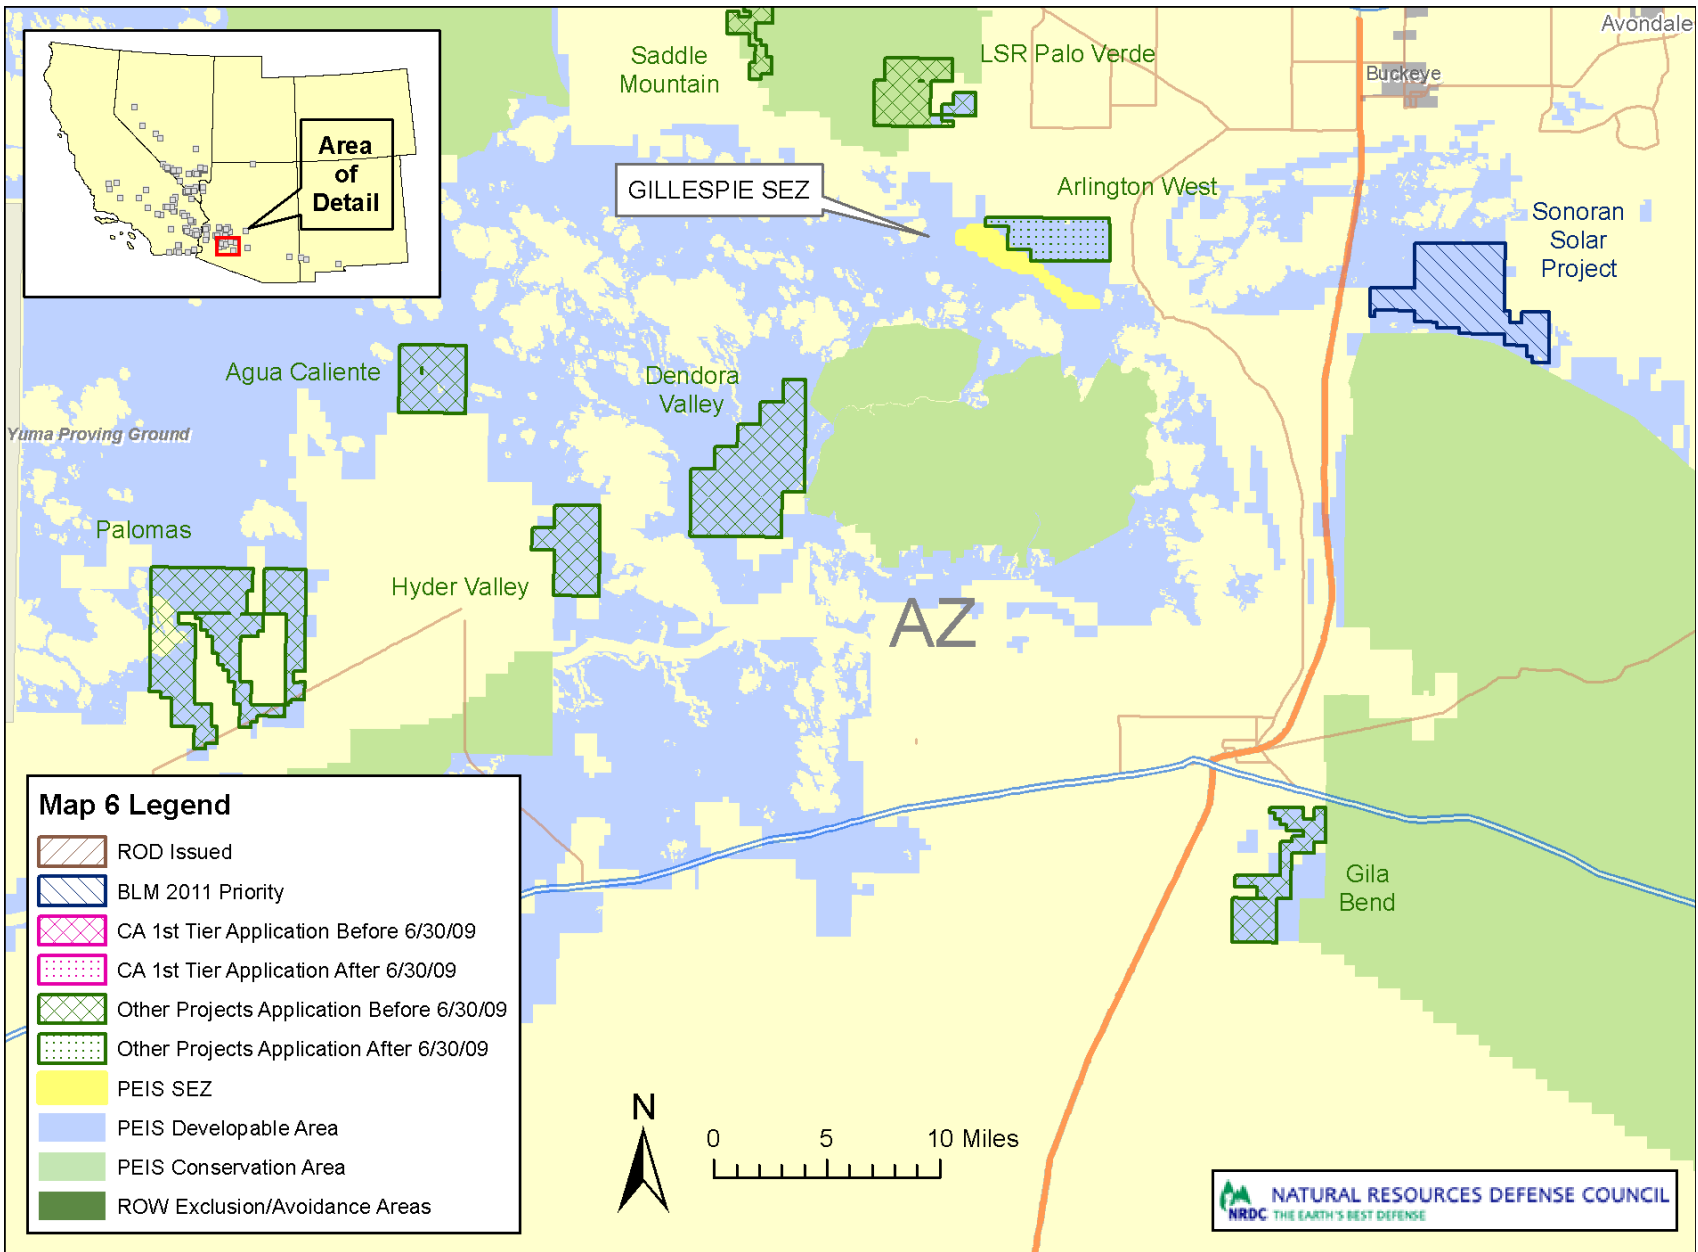 Avondale
Saddle
Mountain
LSR Palo Verde
Buckeye
Area
of
Detail
GILLESPIE SEZ
Arlington West
Sonoran
Solar
Project
Agua Caliente
Dendora
Valley
Yuma Proving Ground
Palomas
Hyder Valley
AZ
Gila
Bend
Map 6 Legend
ROD Issued
BLM 2011 Priority
CA 1st Tier Application Before 6/30/09
CA 1st Tier Application After 6/30/09
Other Projects Application Before 6/30/09
Other Projects Application After 6/30/09
PEIS SEZ
PEIS Developable Area
PEIS Conservation Area
ROW Exclusion/Avoidance Areas
N
0 5 10 Miles
NRDC
NATURAL RESOURCES DEFENSE COUNCIL
THE EARTH'S BEST DEFENSE